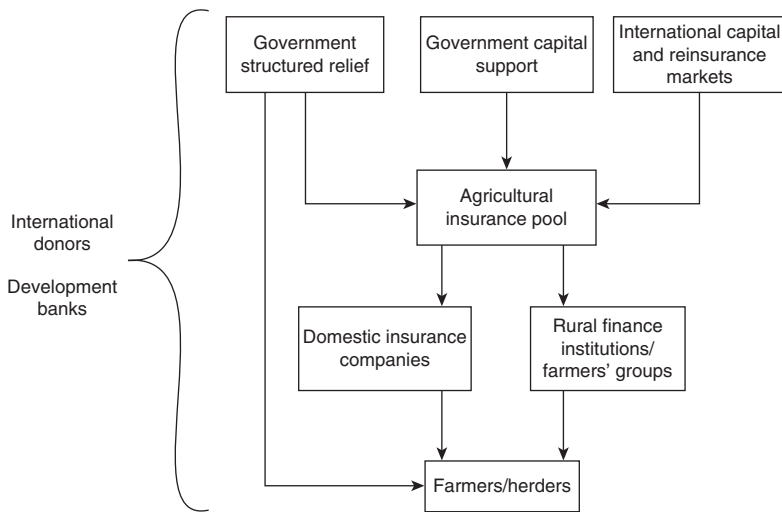 Government
structured relief
Government capital
support
International capital
and reinsurance
markets
Agricultural
insurance pool
International
donors
Development
banks
Domestic insurance
companies
Rural finance
institutions/
farmers’ groups
Farmers/herders